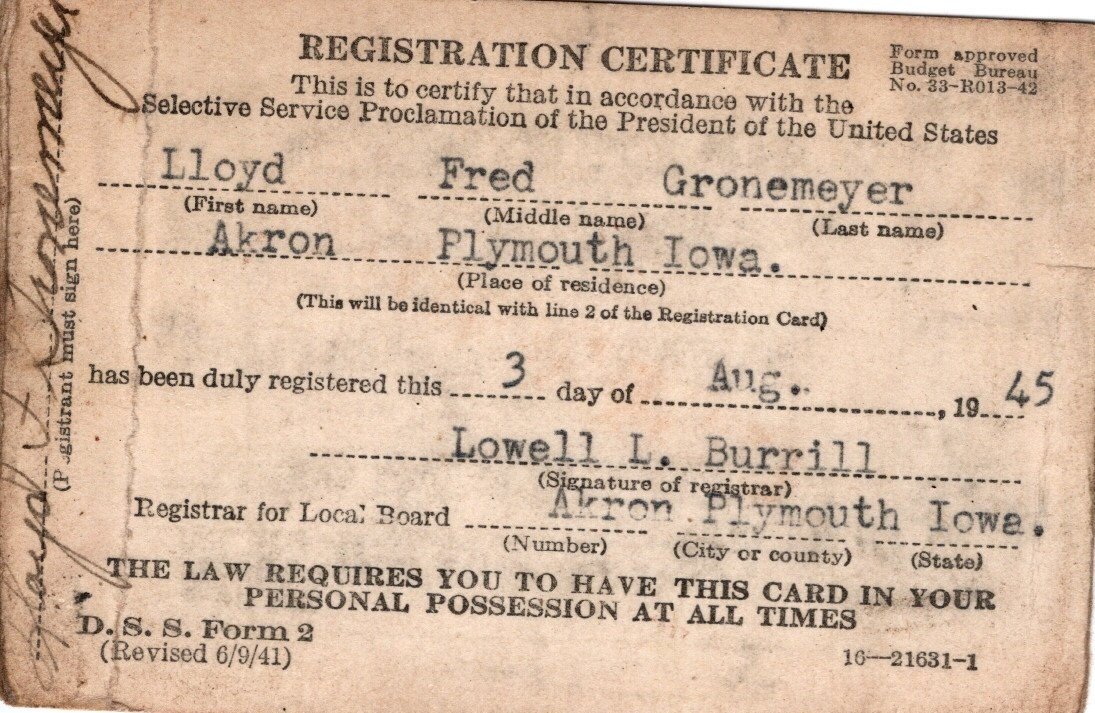 REGISTRATION CERTIFICATE
Form approved
Budget Bureau
No. 33-R013-42
This is to certify that in accordance with the
Selective Service Proclamation of the President of the United States
Lloyd Fred Gronemeyer
(First name) (Middle name) (Last name)
Akron Plymouth Iowa.
(Place of residence)
(This will be identical with line 2 of the Registration Card)
has been duly registered this 3 day of Aug. , 19 45
Lowell L. Burrill
(Signature of registrar)
Akron Plymouth Iowa.
Registrar for Local Board
(Number) (City or county) (State)
THE LAW REQUIRES YOU TO HAVE THIS CARD IN YOUR
PERSONAL POSSESSION AT ALL TIMES
D. S. S. Form 2
(Revised 6/9/41)
16—21631-1
Lloyd F Gronemeyer
(Registrant must sign here)